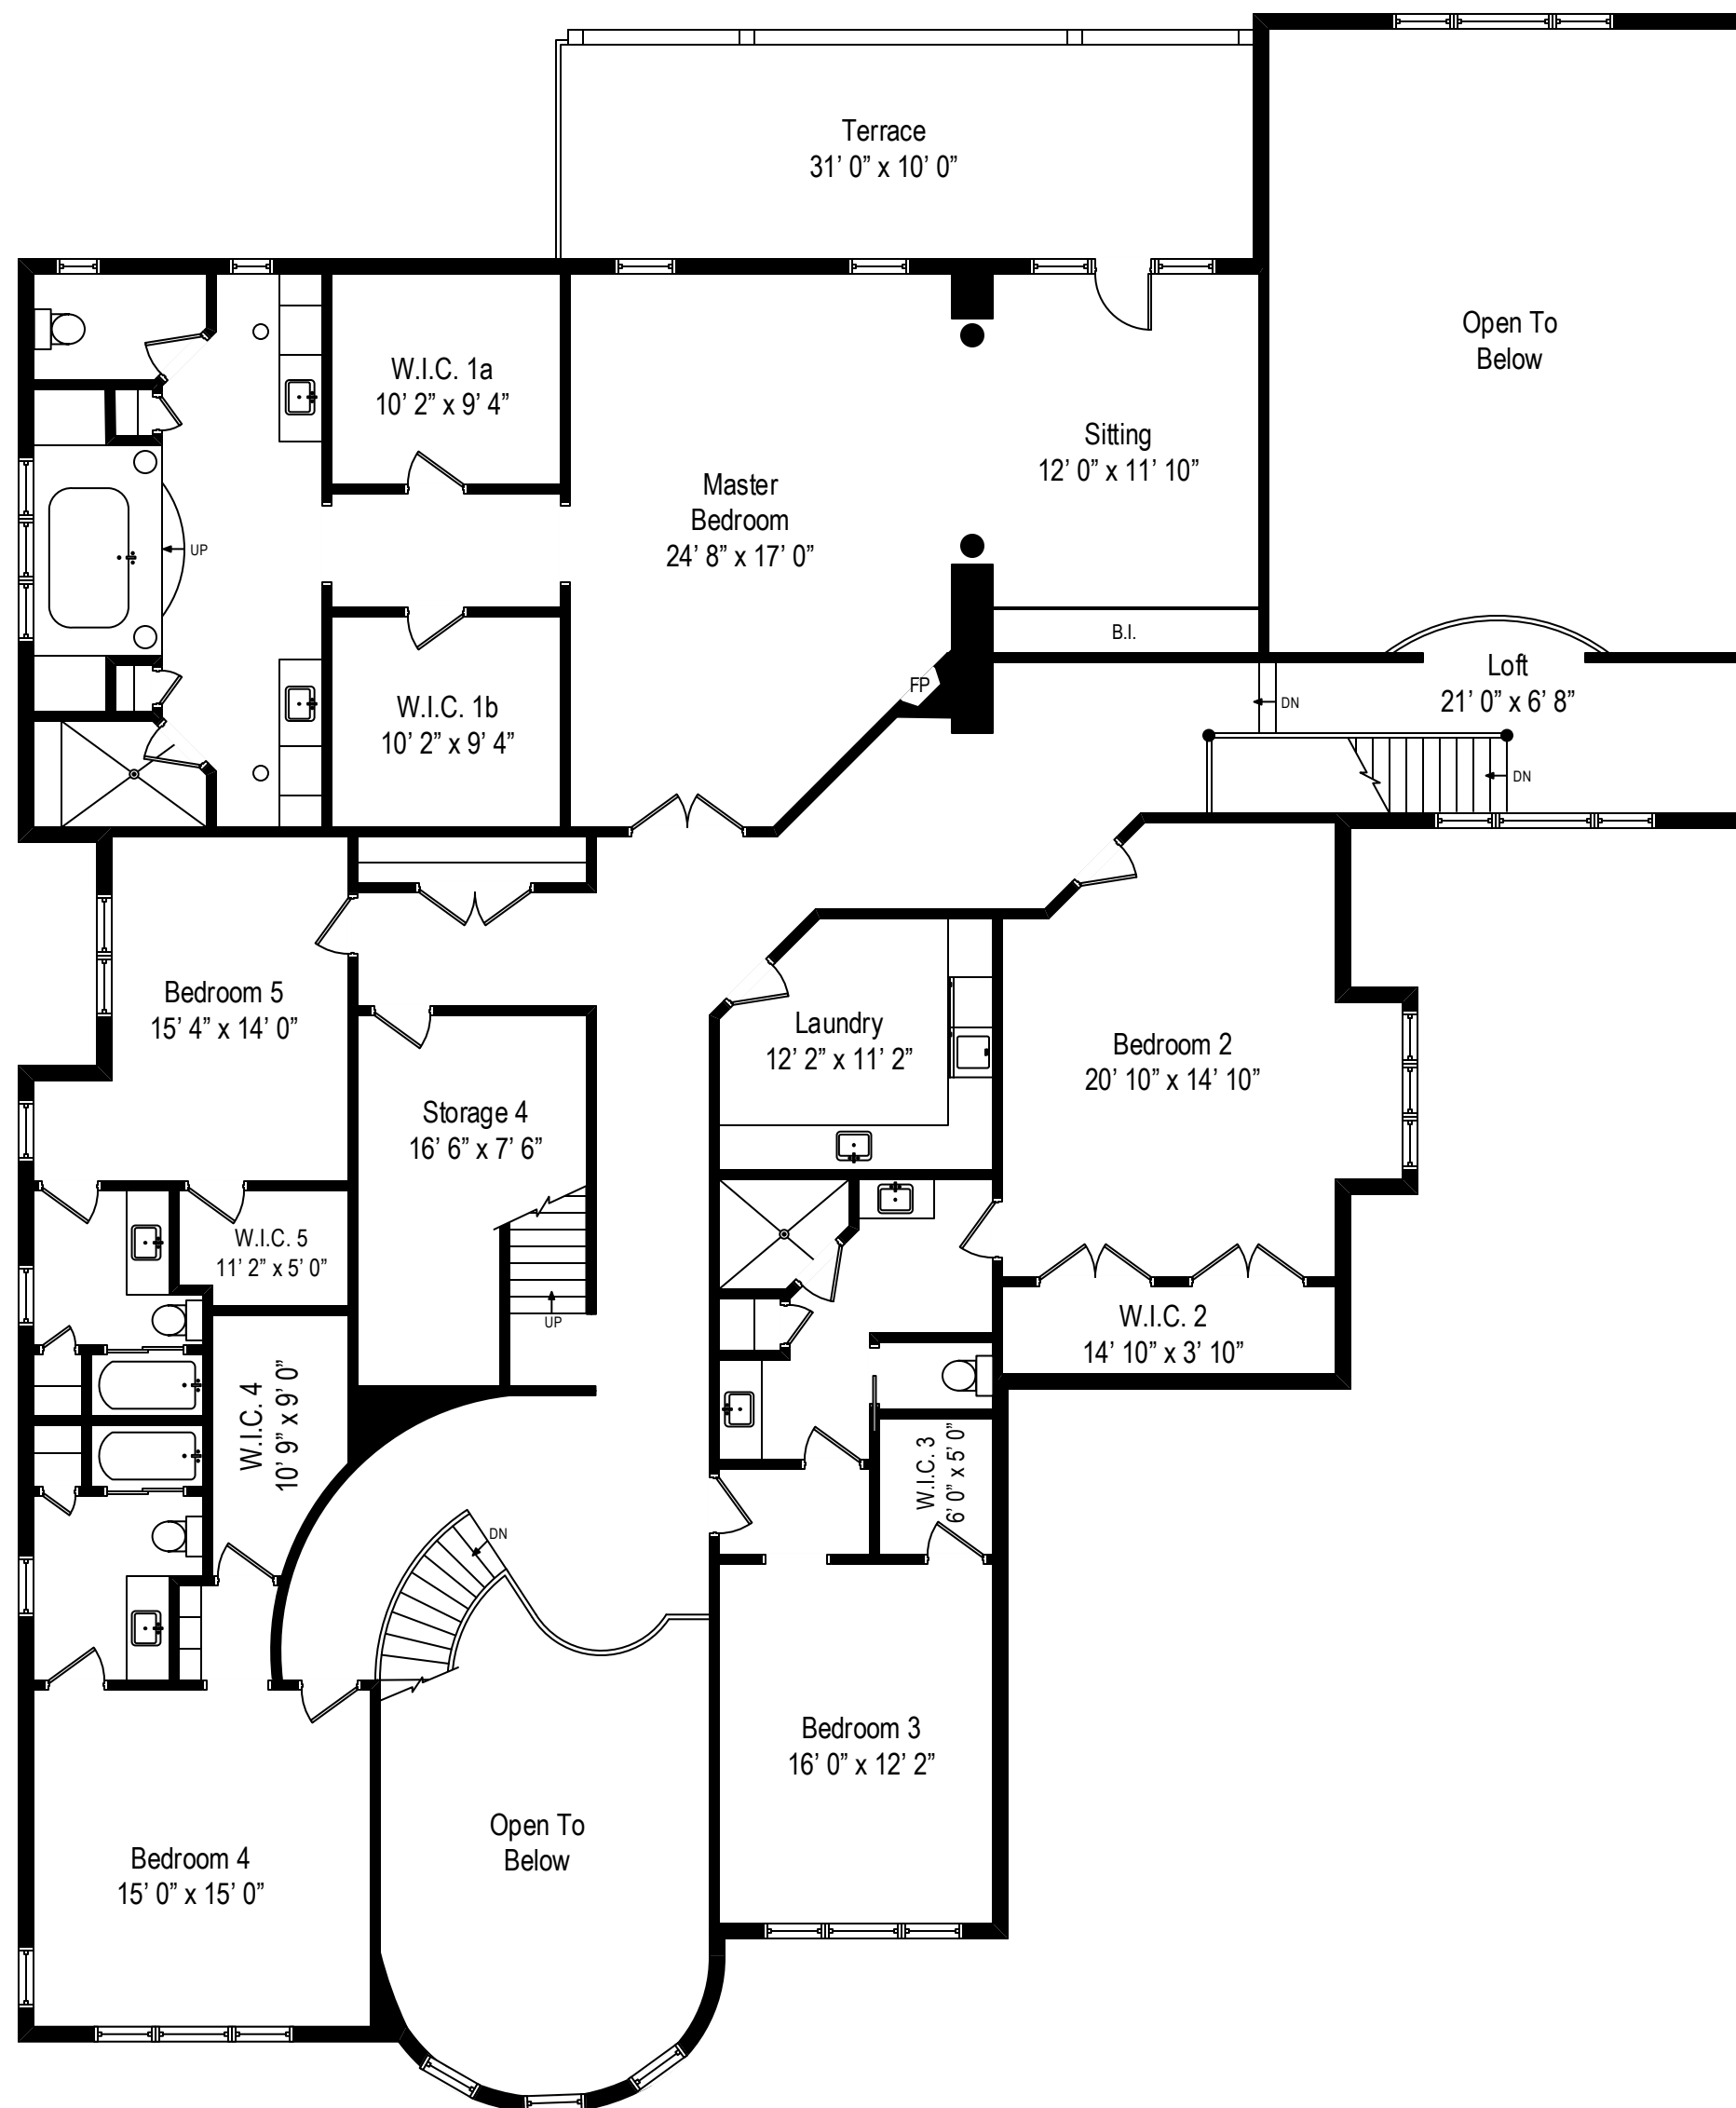 Terrace
31’ 0” x 10’ 0”
Open To
Below
W.I.C. 1a
10’ 2” x 9’ 4”
Sitting
12’ 0” x 11’ 10”
Master
Bedroom
24’ 8” x 17’ 0”
UP
B.I.
W.I.C. 1b
10’ 2” x 9’ 4”
FP
Loft
21’ 0” x 6’ 8”
DN
DN
Bedroom 5
15’ 4” x 14’ 0”
Laundry
12’ 2” x 11’ 2”
Bedroom 2
20’ 10” x 14’ 10”
Storage 4
16’ 6” x 7’ 6”
W.I.C. 5
11’ 2” x 5’ 0”
UP
W.I.C. 2
14’ 10” x 3’ 10”
W.I.C. 4
10’ 9” x 9’ 0”
W.I.C. 3
6’ 0” x 5’ 0”
DN
Bedroom 3
16’ 0” x 12’ 2”
Open To
Below
Bedroom 4
15’ 0” x 15’ 0”